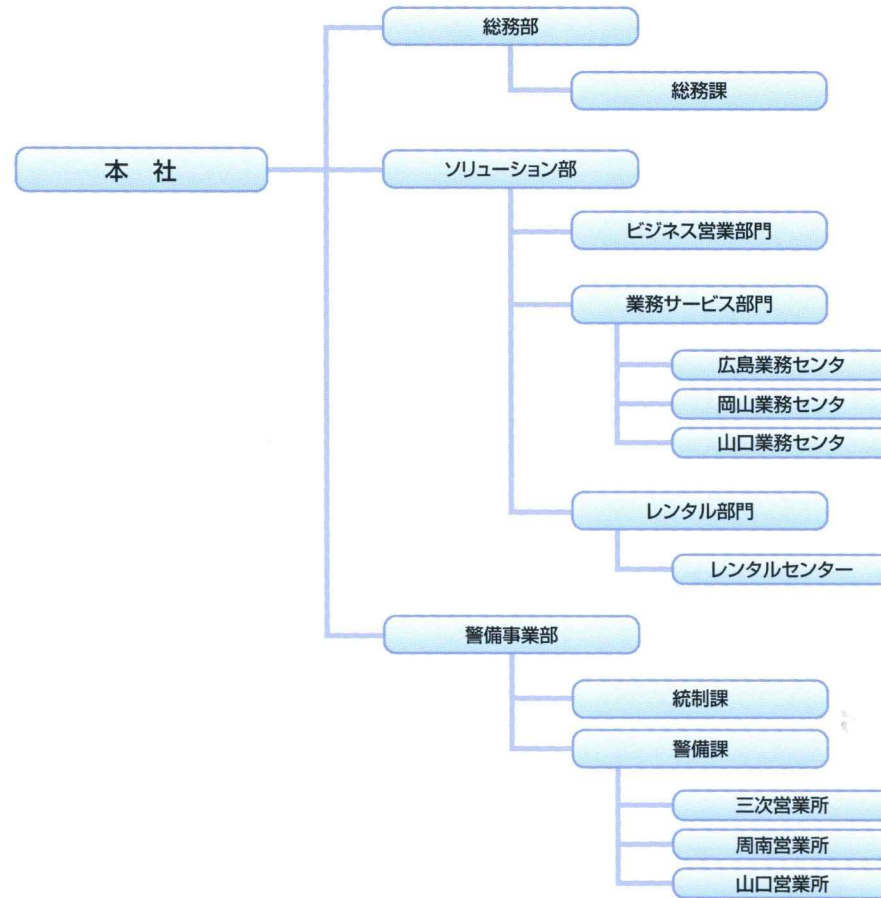 総務部
総務課
本　社
ソリューション部
ビジネス営業部門
業務サービス部門
広島業務センタ
岡山業務センタ
山口業務センタ
レンタル部門
レンタルセンター
警備事業部
統制課
警備課
三次営業所
周南営業所
山口営業所